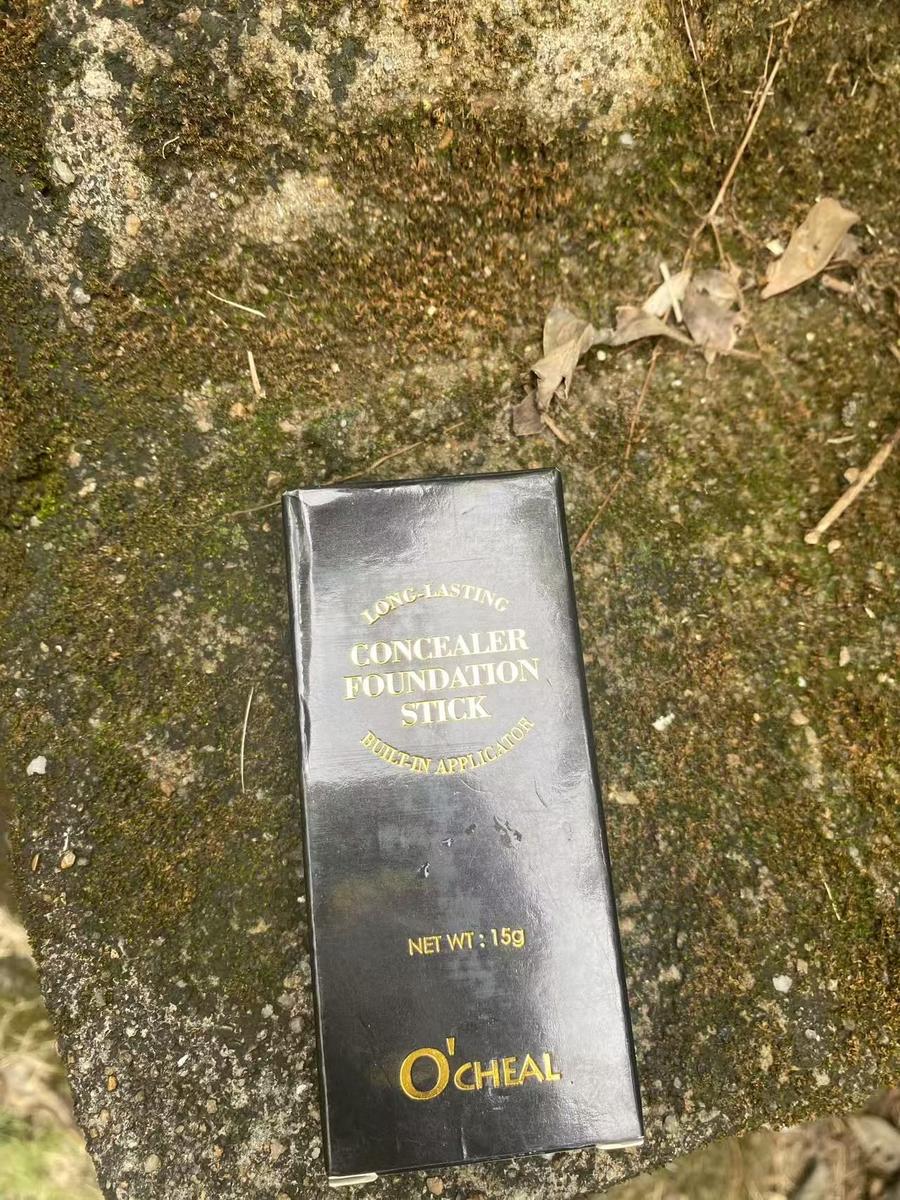 LONG-LASTING
CONCEALER
FOUNDATION
STICK
BUILT-IN APPLICATOR
NET WT : 15g
O'CHEAL